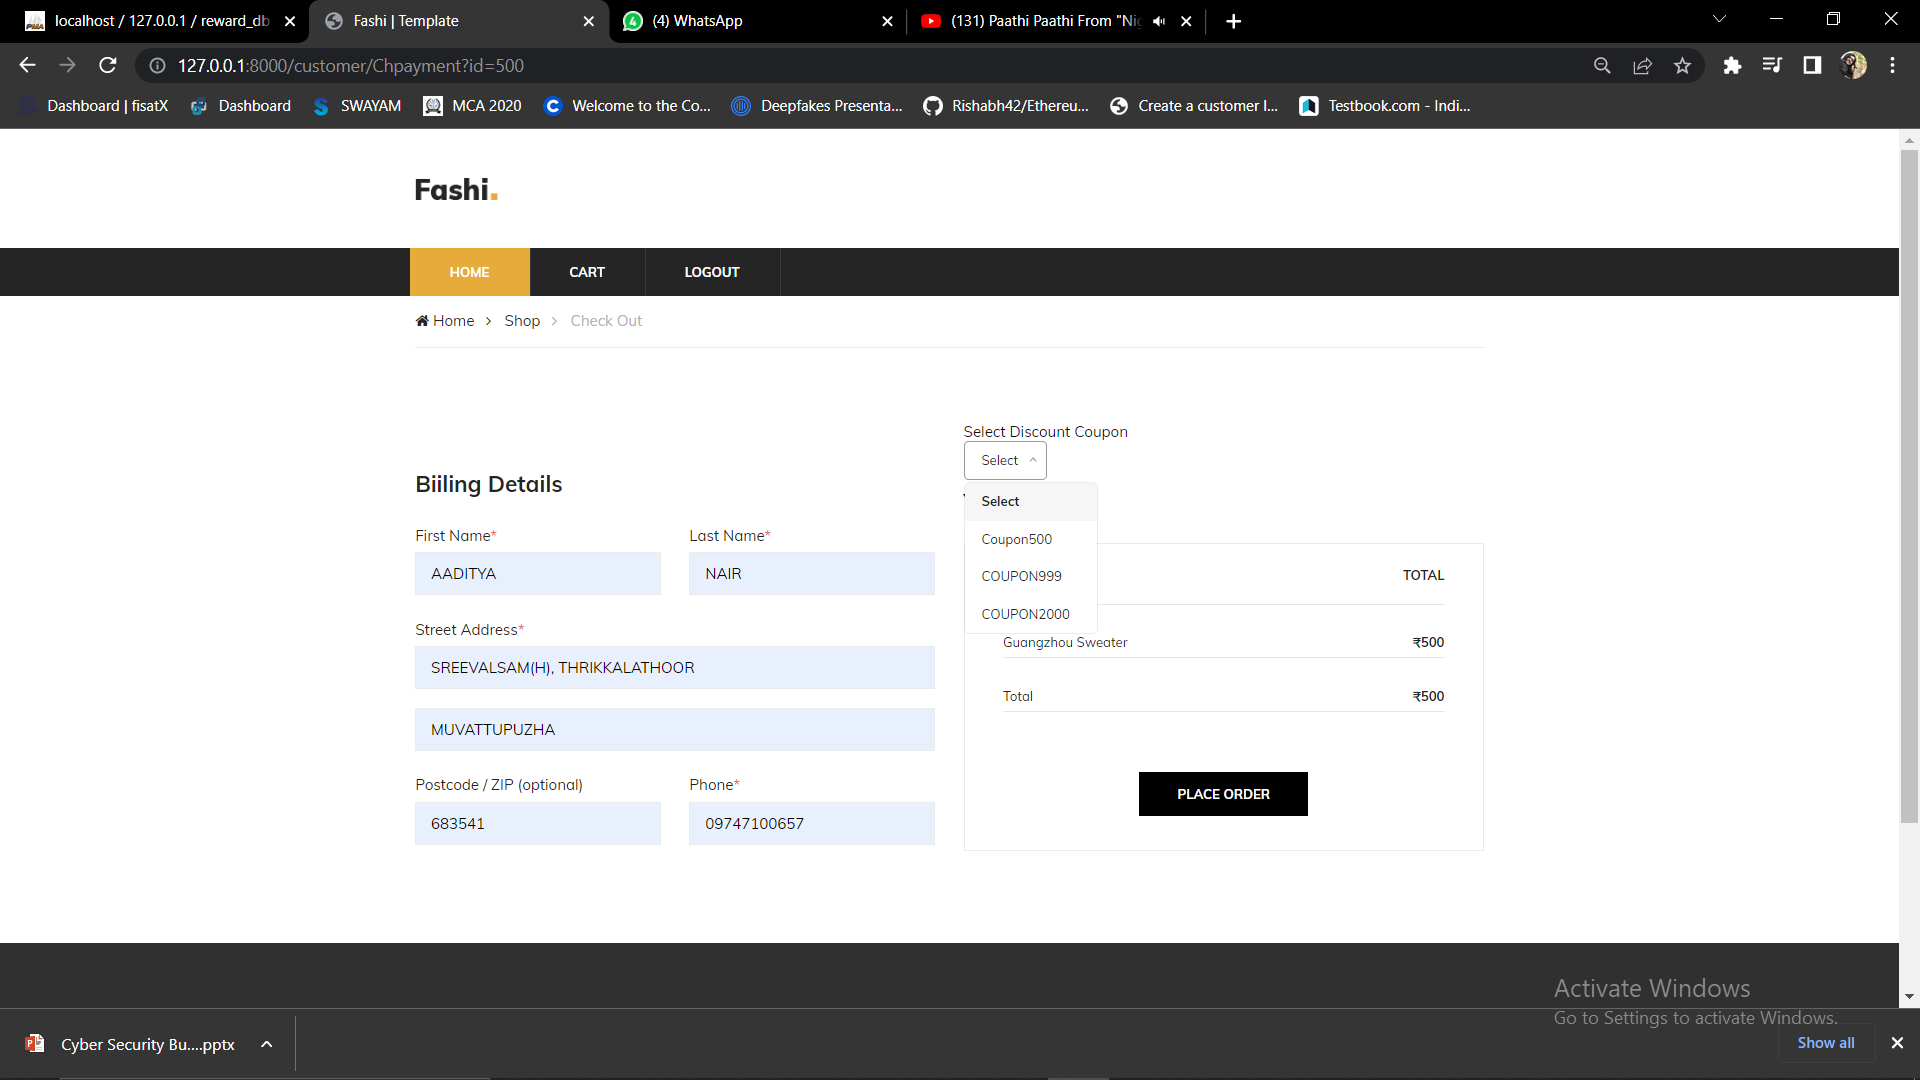 localhost / 127.0.0.1 / reward_db
Fashi | Template
(4) WhatsApp
(131) Paathi Paathi From "Nig
127.0.0.1:8000/customer/Chpayment?id=500
Dashboard | fisatX
Dashboard
SWAYAM
MCA 2020
Welcome to the Co...
Deepfakes Presenta...
Rishabh42/Ethereu...
Create a customer I...
Testbook.com - Indi...
Fashi.
HOME
CART
LOGOUT
Home > Shop > Check Out
Select Discount Coupon
Select
Select
Coupon500
COUPON999
COUPON2000
Biiling Details
First Name*
Last Name*
AADITYA
NAIR
Street Address*
SREEVALSAM(H), THRIKKALATHOOR
MUVATTUPUZHA
Postcode / ZIP (optional)
Phone*
683541
09747100657
TOTAL
Guangzhou Sweater ₹500
Total ₹500
PLACE ORDER
Activate Windows
Go to Settings to activate Windows.
Cyber Security Bu....pptx
Show all